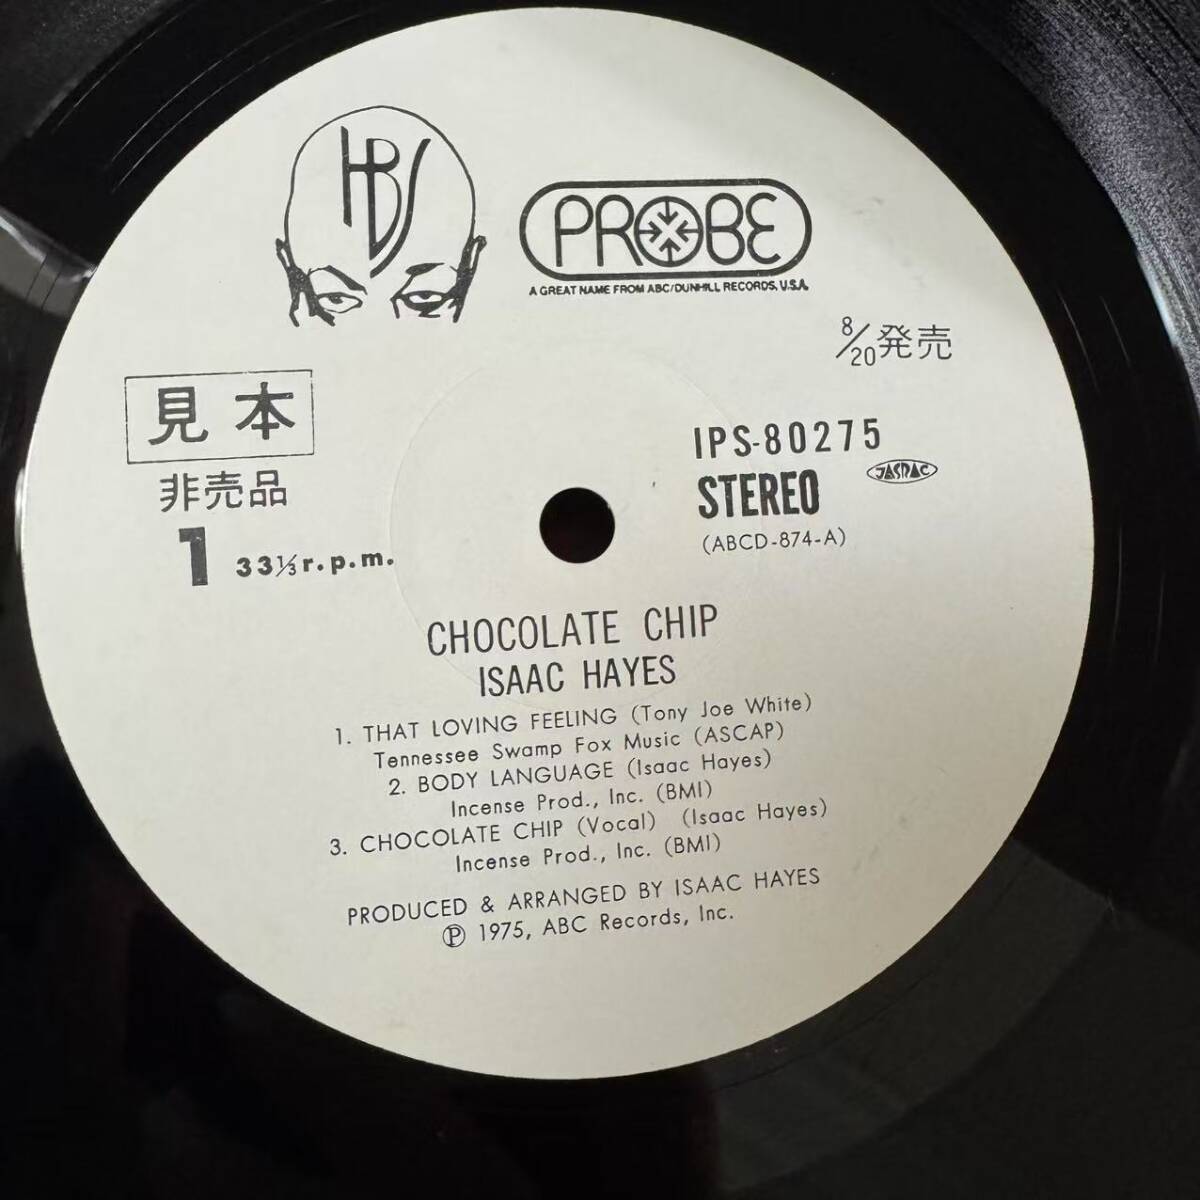 HBS
PROBE
A GREAT NAME FROM ABC/DUNHILL RECORDS, U.S.A.
8/20発売
見本
非売品
1 33⅓ r.p.m.
IPS-80275
STEREO JASRAC
(ABCD-874-A)
CHOCOLATE CHIP
ISAAC HAYES
1. THAT LOVING FEELING (Tony Joe White)
Tennessee Swamp Fox Music (ASCAP)
2. BODY LANGUAGE (Isaac Hayes)
Incense Prod., Inc. (BMI)
3. CHOCOLATE CHIP (Vocal) (Isaac Hayes)
Incense Prod., Inc. (BMI)
PRODUCED & ARRANGED BY ISAAC HAYES
Ⓟ 1975, ABC Records, Inc.